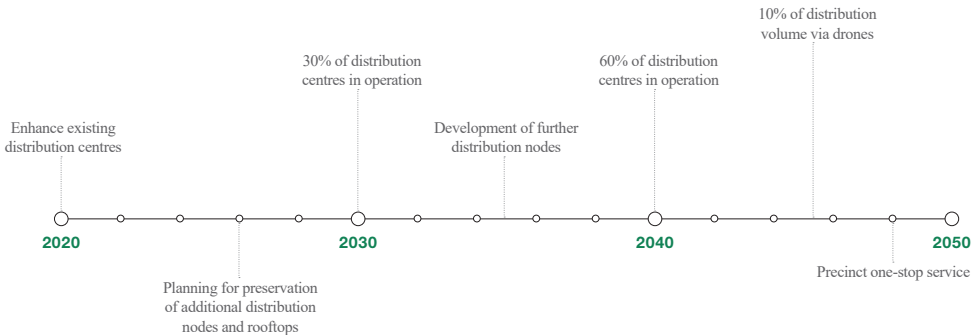 10% of distribution
volume via drones
30% of distribution
centres in operation
60% of distribution
centres in operation
Enhance existing
distribution centres
Development of further
distribution nodes
2020
2030
2040
2050
Planning for preservation
of additional distribution
nodes and rooftops
Precinct one-stop service